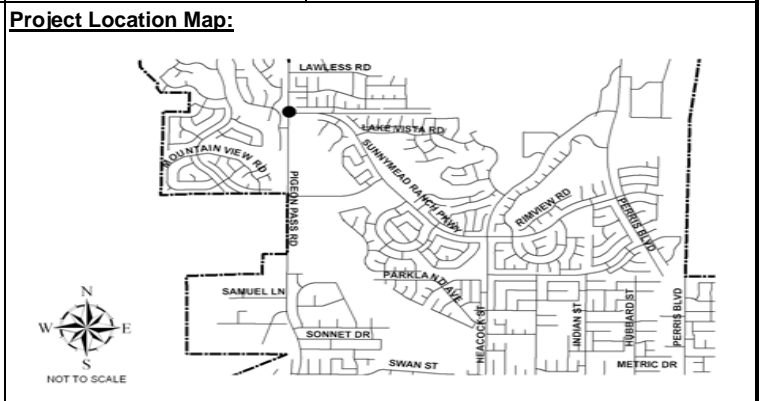 Project Location Map:
LAWLESS RD
LAKE VISTA RD
MOUNTAIN VIEW RD
SUNNYMEAD RANCH PKWY
PIGEON PASS RD
RIMVIEW RD
PERRIS BLVD
PARKLAND AVE
SAMUEL LN
HEACOCK ST
INDIAN ST
HUBBARD ST
PERRIS BLVD
SONNET DR
SWAN ST
METRIC DR
N
W E
S
NOT TO SCALE